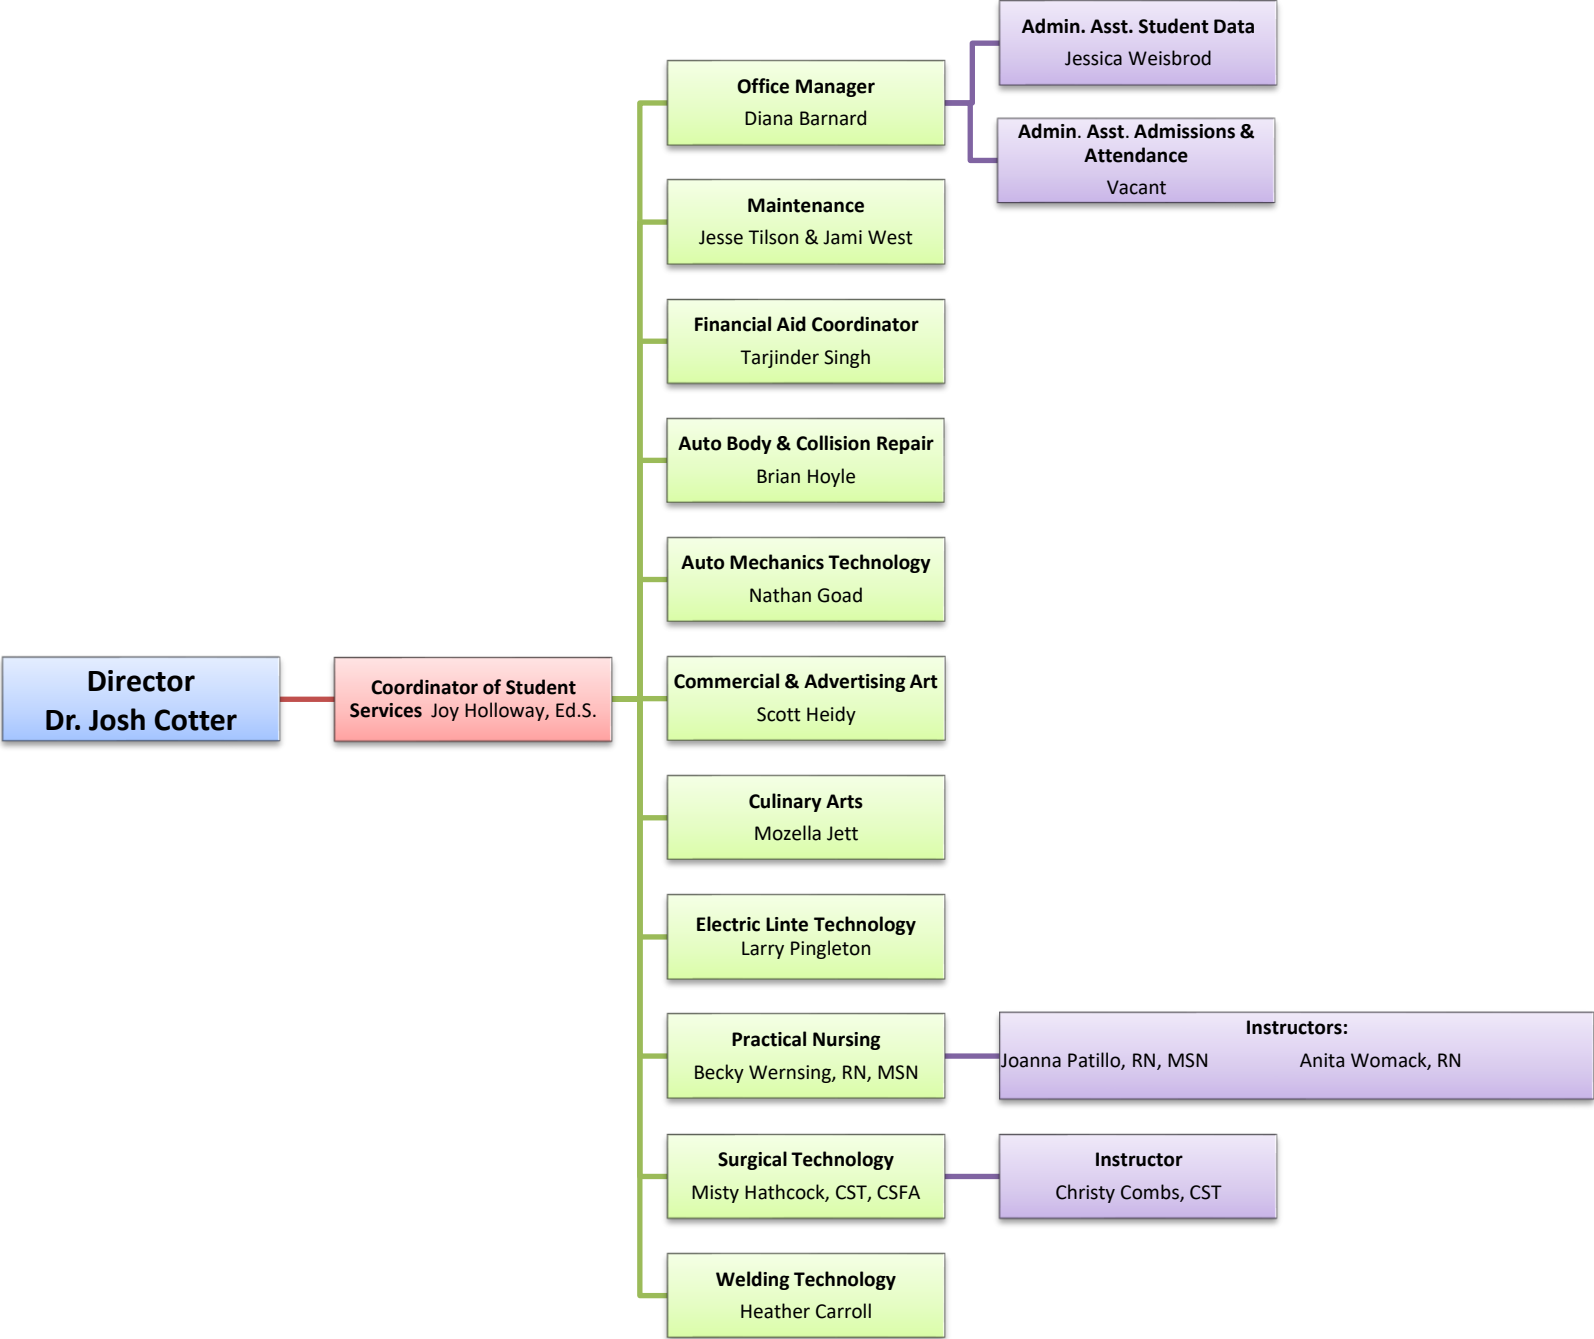 Admin. Asst. Student Data
Jessica Weisbrod
Office Manager
Diana Barnard
Admin. Asst. Admissions &
Attendance
Vacant
Maintenance
Jesse Tilson & Jami West
Financial Aid Coordinator
Tarjinder Singh
Auto Body & Collision Repair
Brian Hoyle
Auto Mechanics Technology
Nathan Goad
Director
Dr. Josh Cotter
Coordinator of Student
Services Joy Holloway, Ed.S.
Commercial & Advertising Art
Scott Heidy
Culinary Arts
Mozella Jett
Electric Linte Technology
Larry Pingleton
Practical Nursing
Becky Wernsing, RN, MSN
Instructors:
Joanna Patillo, RN, MSN Anita Womack, RN
Surgical Technology
Misty Hathcock, CST, CSFA
Instructor
Christy Combs, CST
Welding Technology
Heather Carroll